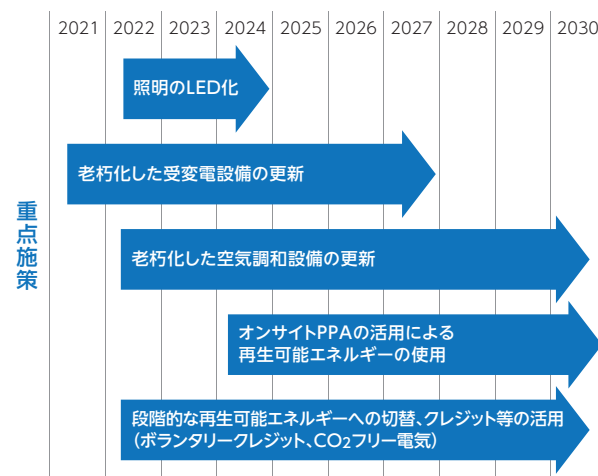 2021 2022 2023 2024 2025 2026 2027 2028 2029 2030
照明のLED化
老朽化した受変電設備の更新
重点施策
老朽化した空気調和設備の更新
オンサイトPPAの活用による
再生可能エネルギーの使用
段階的な再生可能エネルギーへの切替、クレジット等の活用
（ボランタリークレジット、CO₂フリー電気）